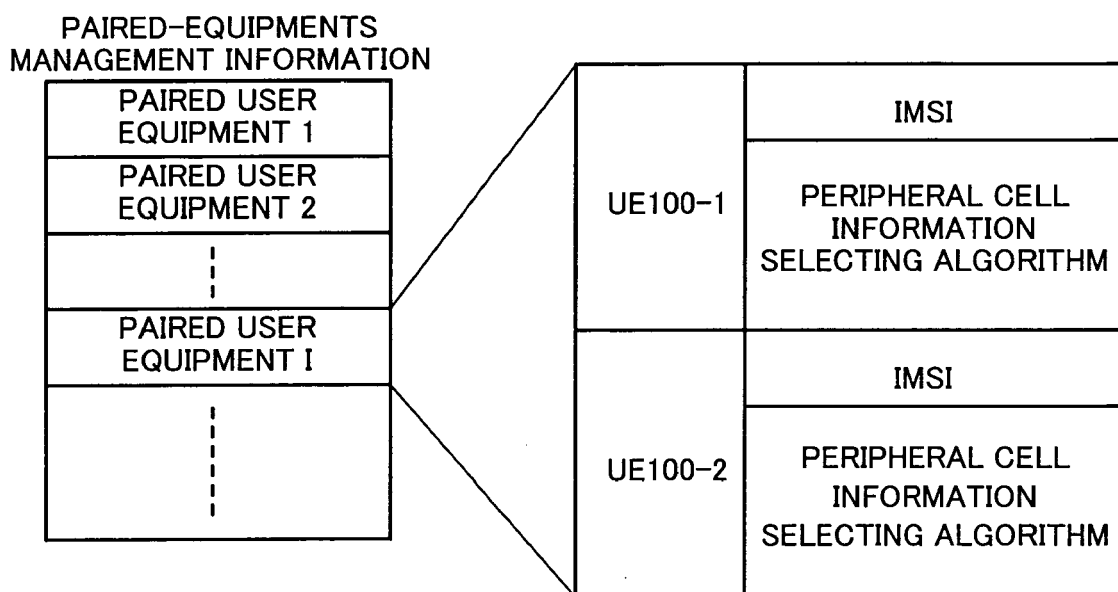 PAIRED-EQUIPMENTS
MANAGEMENT INFORMATION
PAIRED USER
EQUIPMENT 1
PAIRED USER
EQUIPMENT 2
PAIRED USER
EQUIPMENT I
UE100-1
IMSI
PERIPHERAL CELL
INFORMATION
SELECTING ALGORITHM
UE100-2
IMSI
PERIPHERAL CELL
INFORMATION
SELECTING ALGORITHM